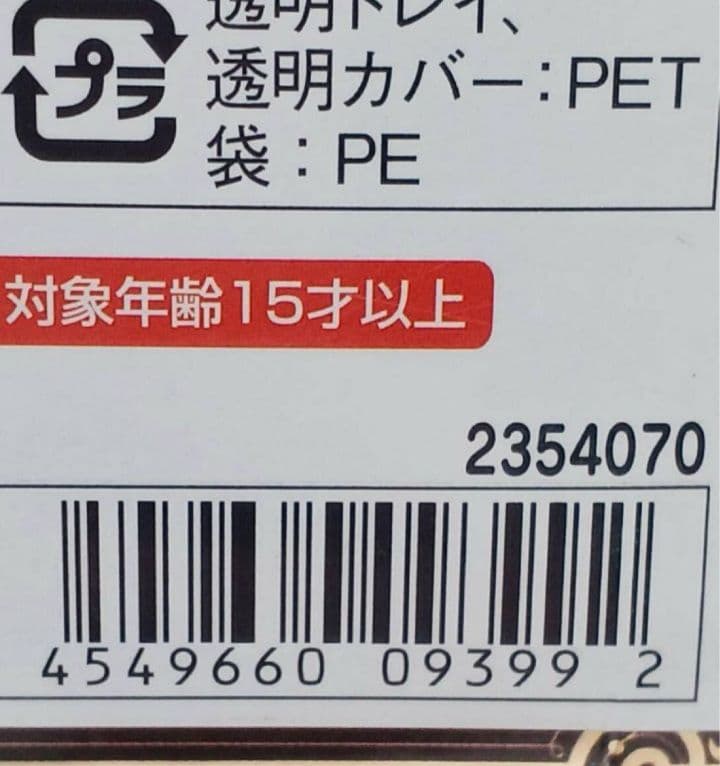 透明トレイ、
プラ
透明カバー：PET
袋：PE
対象年齢15才以上
2354070
4549660 09399 2